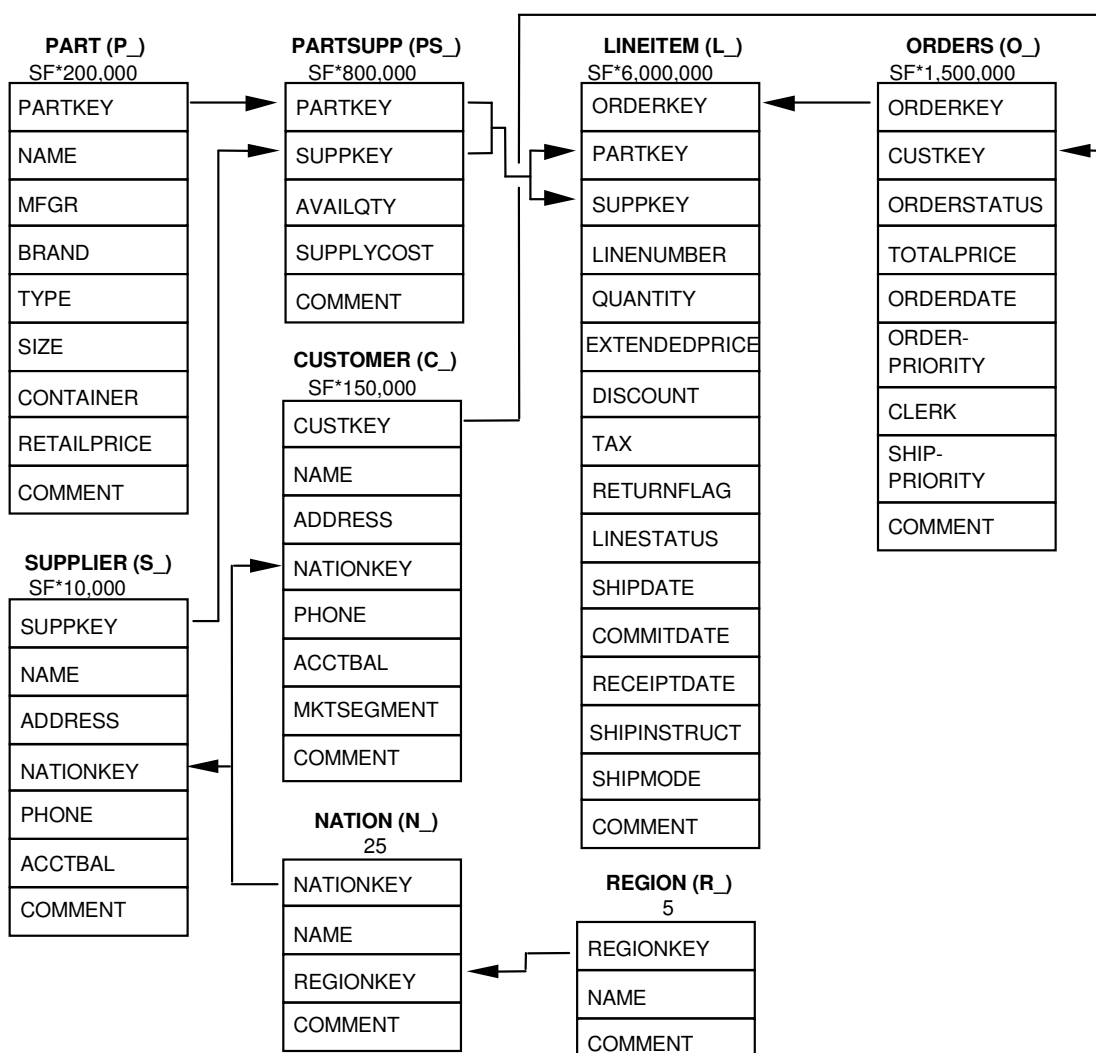 PART (P_)
SF*200,000
PARTKEY
NAME
MFGR
BRAND
TYPE
SIZE
CONTAINER
RETAILPRICE
COMMENT
SUPPLIER (S_)
SF*10,000
SUPPKEY
NAME
ADDRESS
NATIONKEY
PHONE
ACCTBAL
COMMENT
PARTSUPP (PS_)
SF*800,000
PARTKEY
SUPPKEY
AVAILQTY
SUPPLYCOST
COMMENT
CUSTOMER (C_)
SF*150,000
CUSTKEY
NAME
ADDRESS
NATIONKEY
PHONE
ACCTBAL
MKTSEGMENT
COMMENT
NATION (N_)
25
NATIONKEY
NAME
REGIONKEY
COMMENT
LINEITEM (L_)
SF*6,000,000
ORDERKEY
PARTKEY
SUPPKEY
LINENUMBER
QUANTITY
EXTENDEDPRICE
DISCOUNT
TAX
RETURNFLAG
LINESTATUS
SHIPDATE
COMMITDATE
RECEIPTDATE
SHIPINSTRUCT
SHIPMODE
COMMENT
REGION (R_)
5
REGIONKEY
NAME
COMMENT
ORDERS (O_)
SF*1,500,000
ORDERKEY
CUSTKEY
ORDERSTATUS
TOTALPRICE
ORDERDATE
ORDER-
PRIORITY
CLERK
SHIP-
PRIORITY
COMMENT